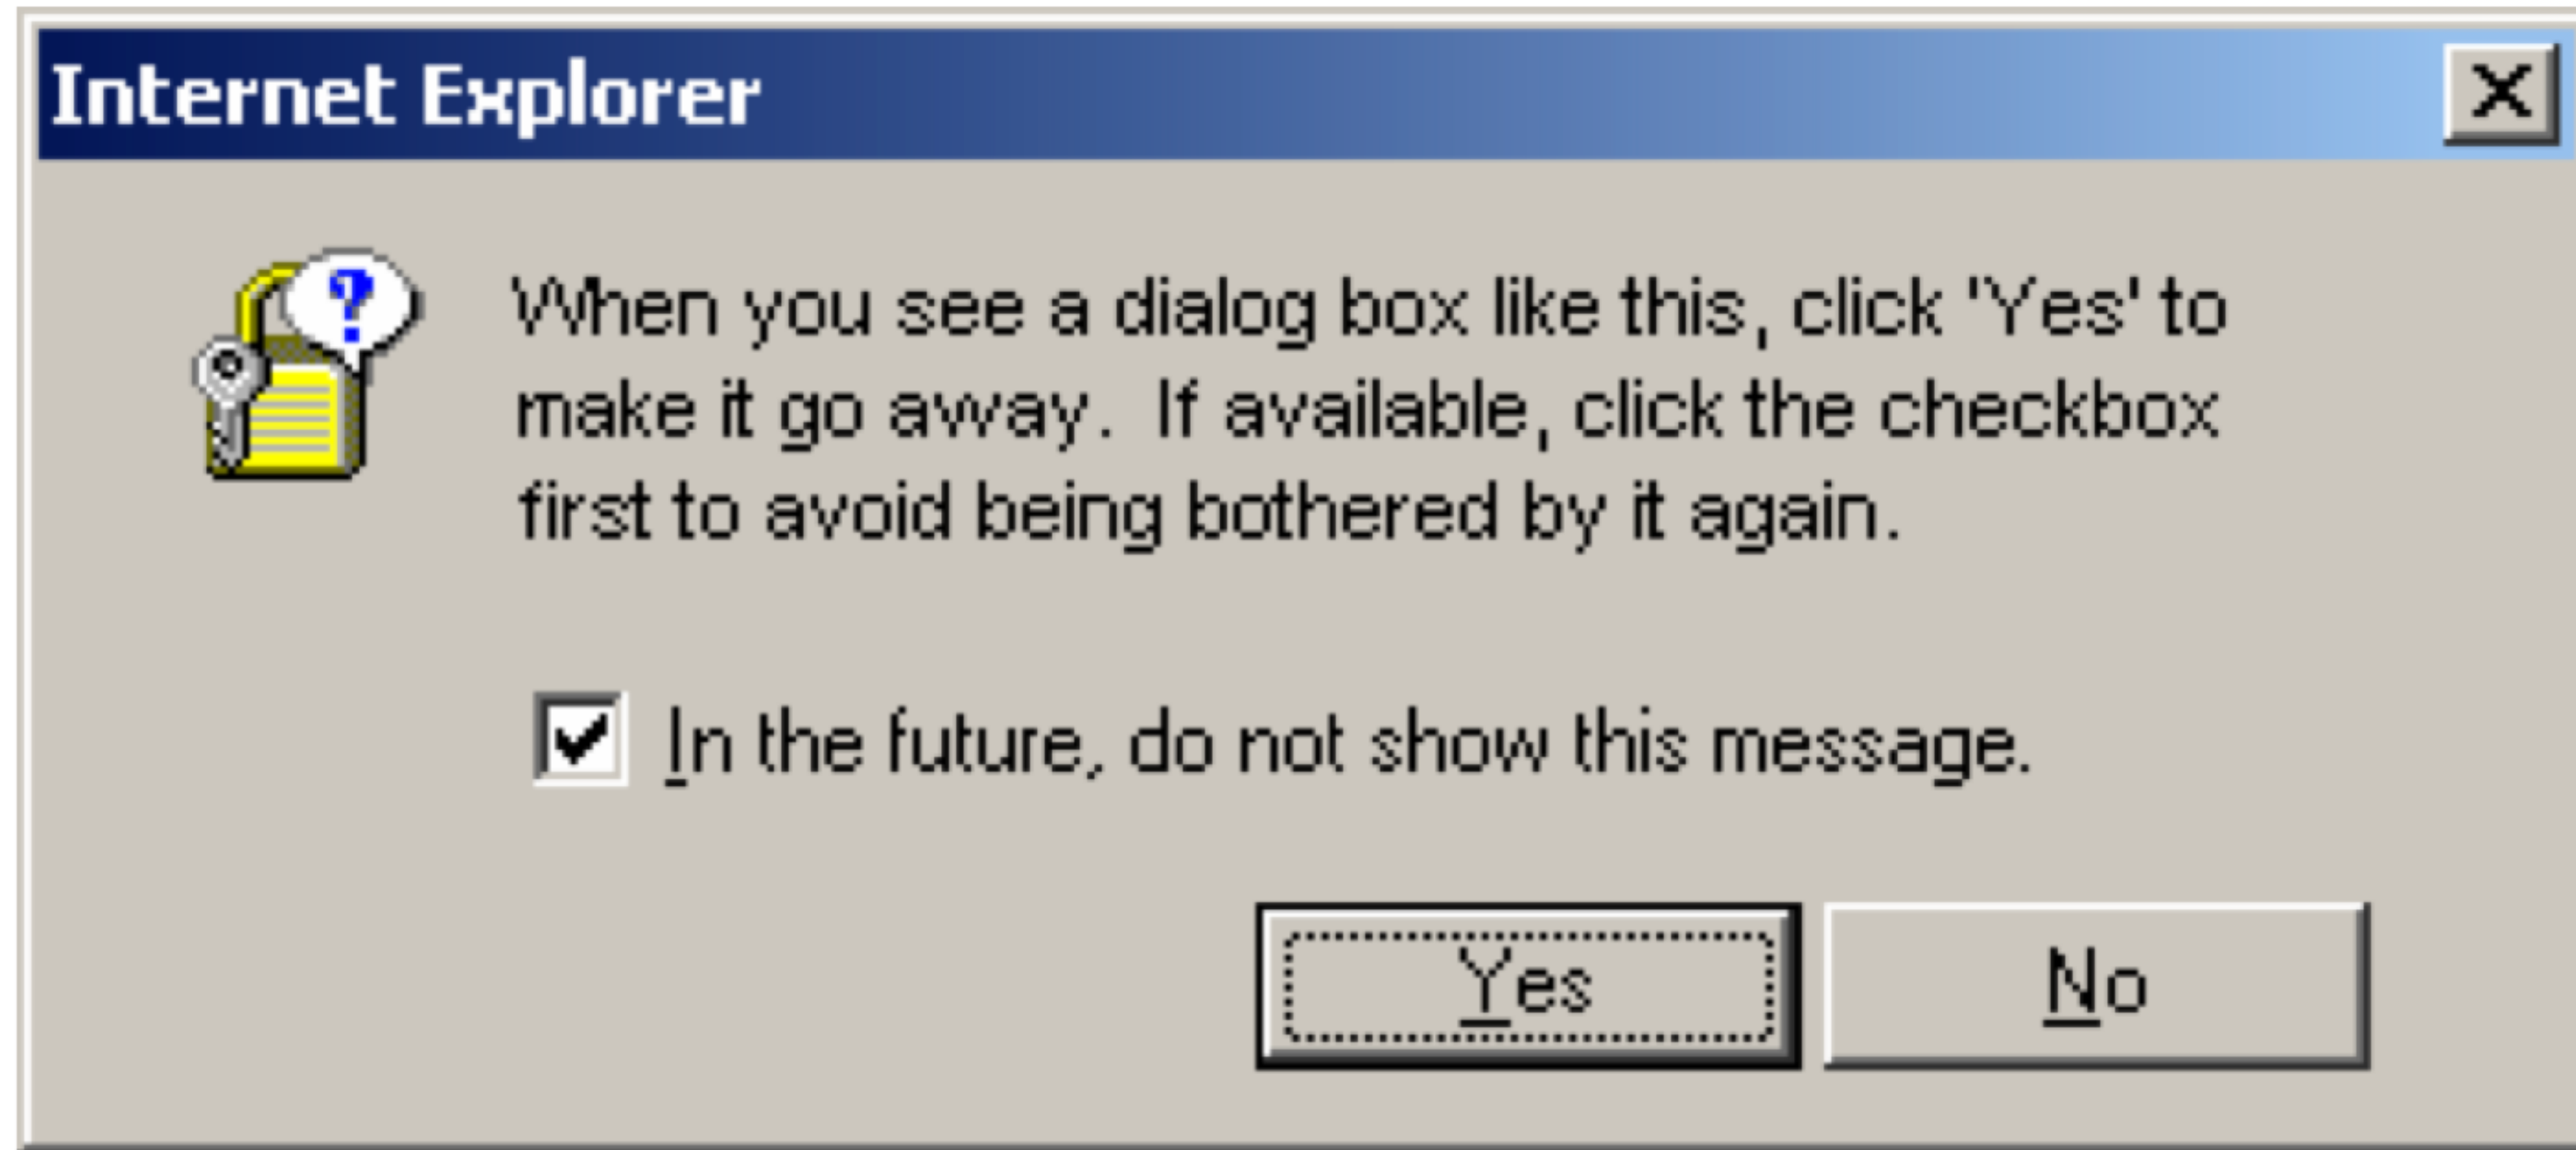 Internet Explorer
?
When you see a dialog box like this, click 'Yes' to
make it go away.  If available, click the checkbox
first to avoid being bothered by it again.
In the future, do not show this message.
Yes
No